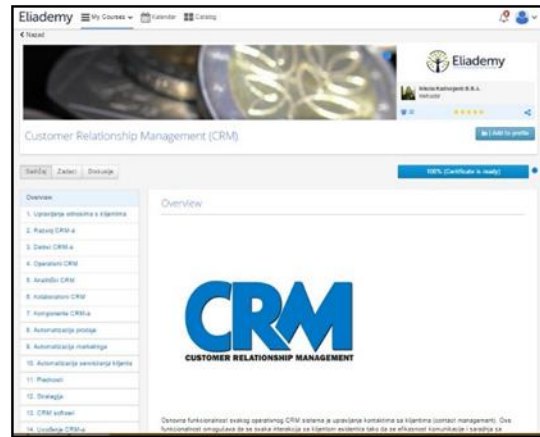 Eliademy My Courses Kalendar Catalog
Nazad
Eliademy
Instruktor
Customer Relationship Management (CRM)
Add to profile
Sadržaj Zadaci Diskusije
100% (Certificate is ready)
Overview
Overview
1. Upravljanje odnosima s klijentima
2. Razvoj CRM-a
3. Delovi CRM-a
4. Operativni CRM
5. Analitički CRM
6. Kolaborativni CRM
7. Komponente CRM-a
8. Automatizacija prodaje
9. Automatizacija marketinga
10. Automatizacija servisiranja klijenta
11. Prednosti
12. Strategija
13. CRM softveri
14. Uvođenje CRM-a
CRM
CUSTOMER RELATIONSHIP MANAGEMENT
Osnovna funkcionalnost svakog operativnog CRM sistema je upravljanje kontaktima sa klijentima (contact management). Ova
funkcionalnost omogućava da se svaka interakcija sa klijentom evidentira tako da se efikasnost komunikacije i saradnje sa